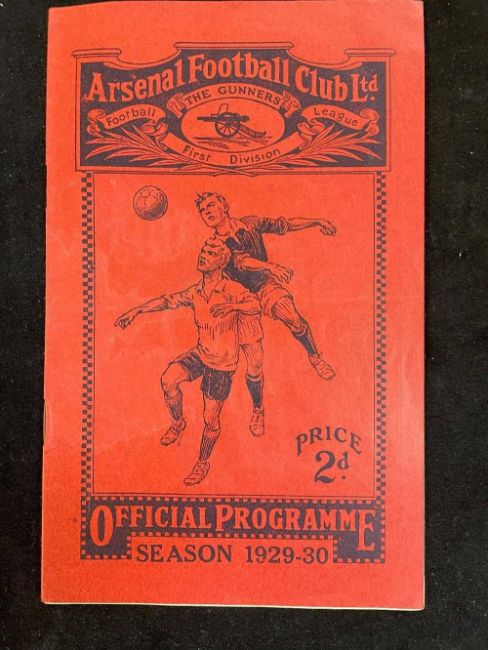 Arsenal Football Club Ltd.
THE GUNNERS
Football League
First Division
PRICE
2d.
OFFICIAL PROGRAMME
SEASON 1929-30